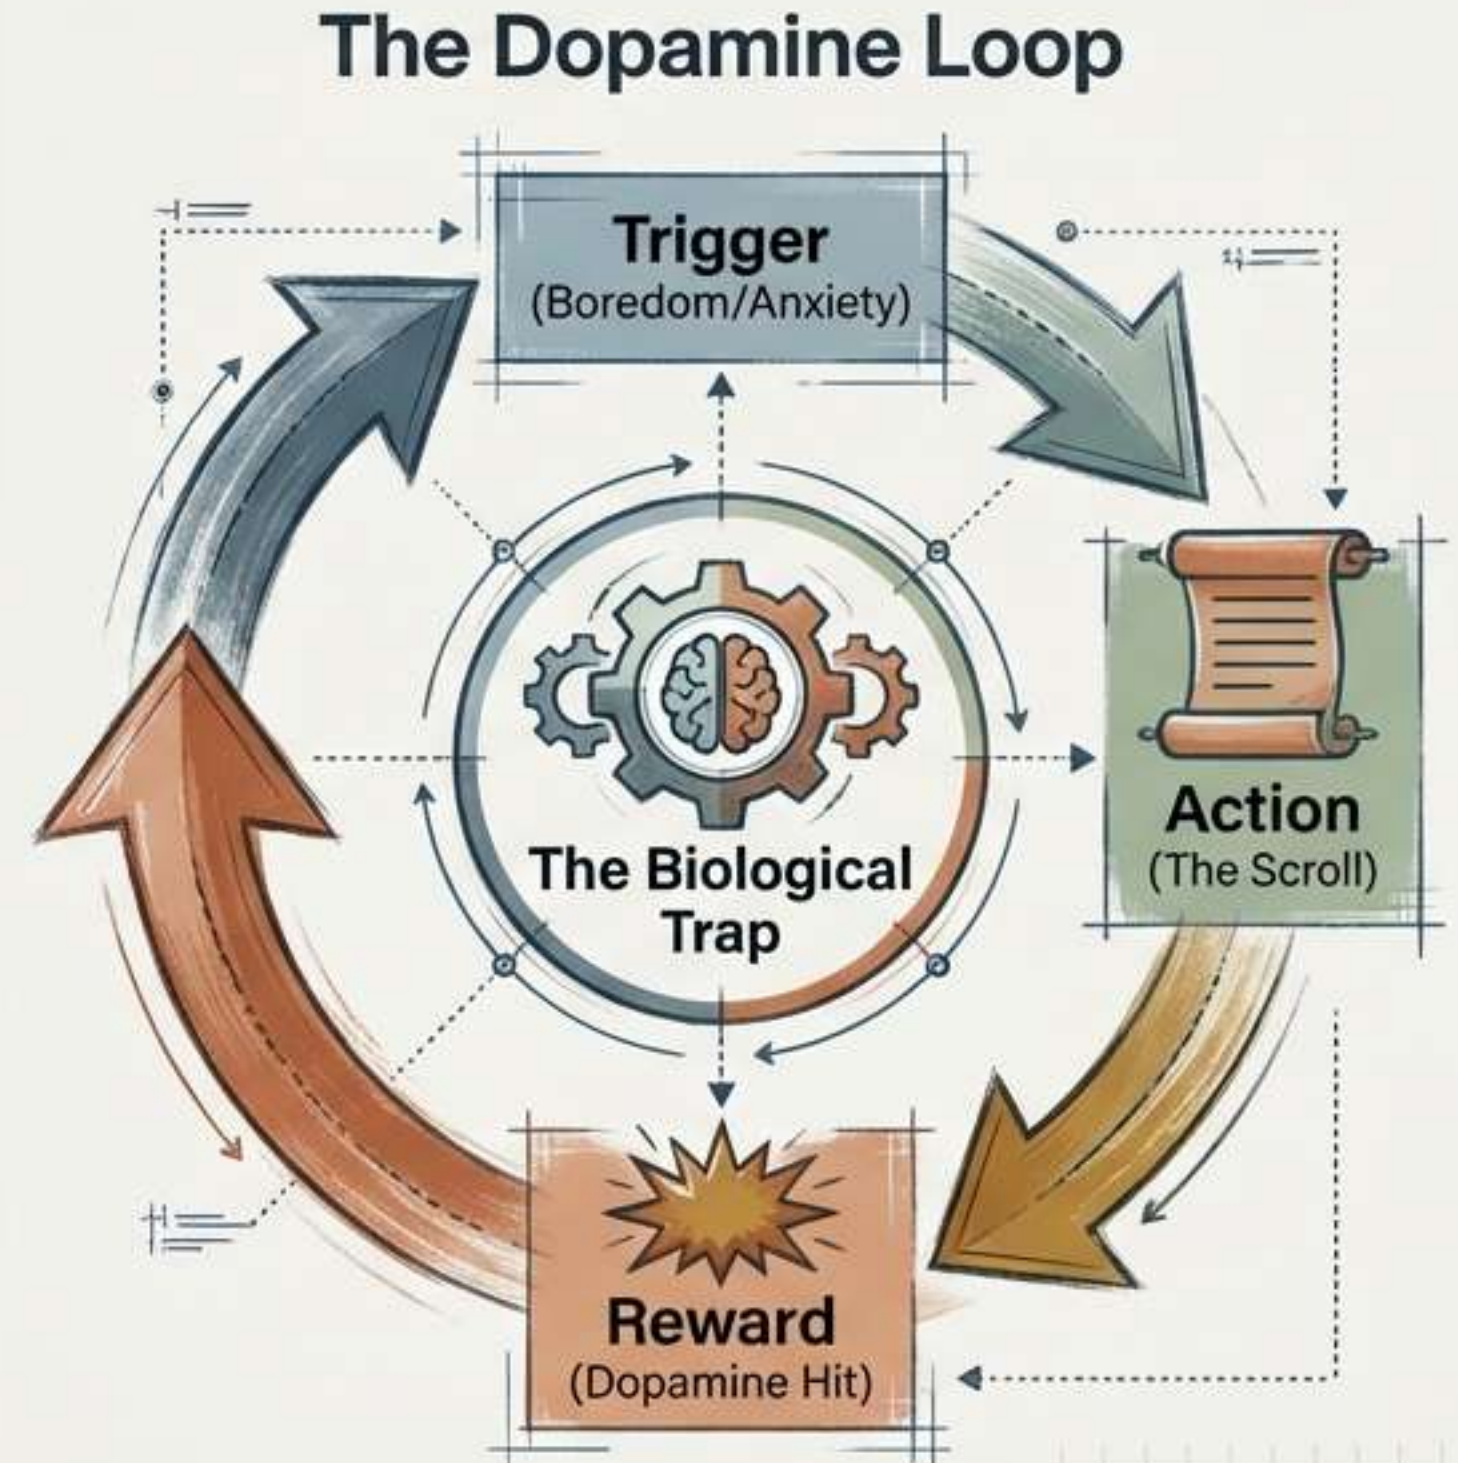 The Dopamine Loop
Trigger
(Boredom/Anxiety)
Action
(The Scroll)
The Biological
Trap
Reward
(Dopamine Hit)